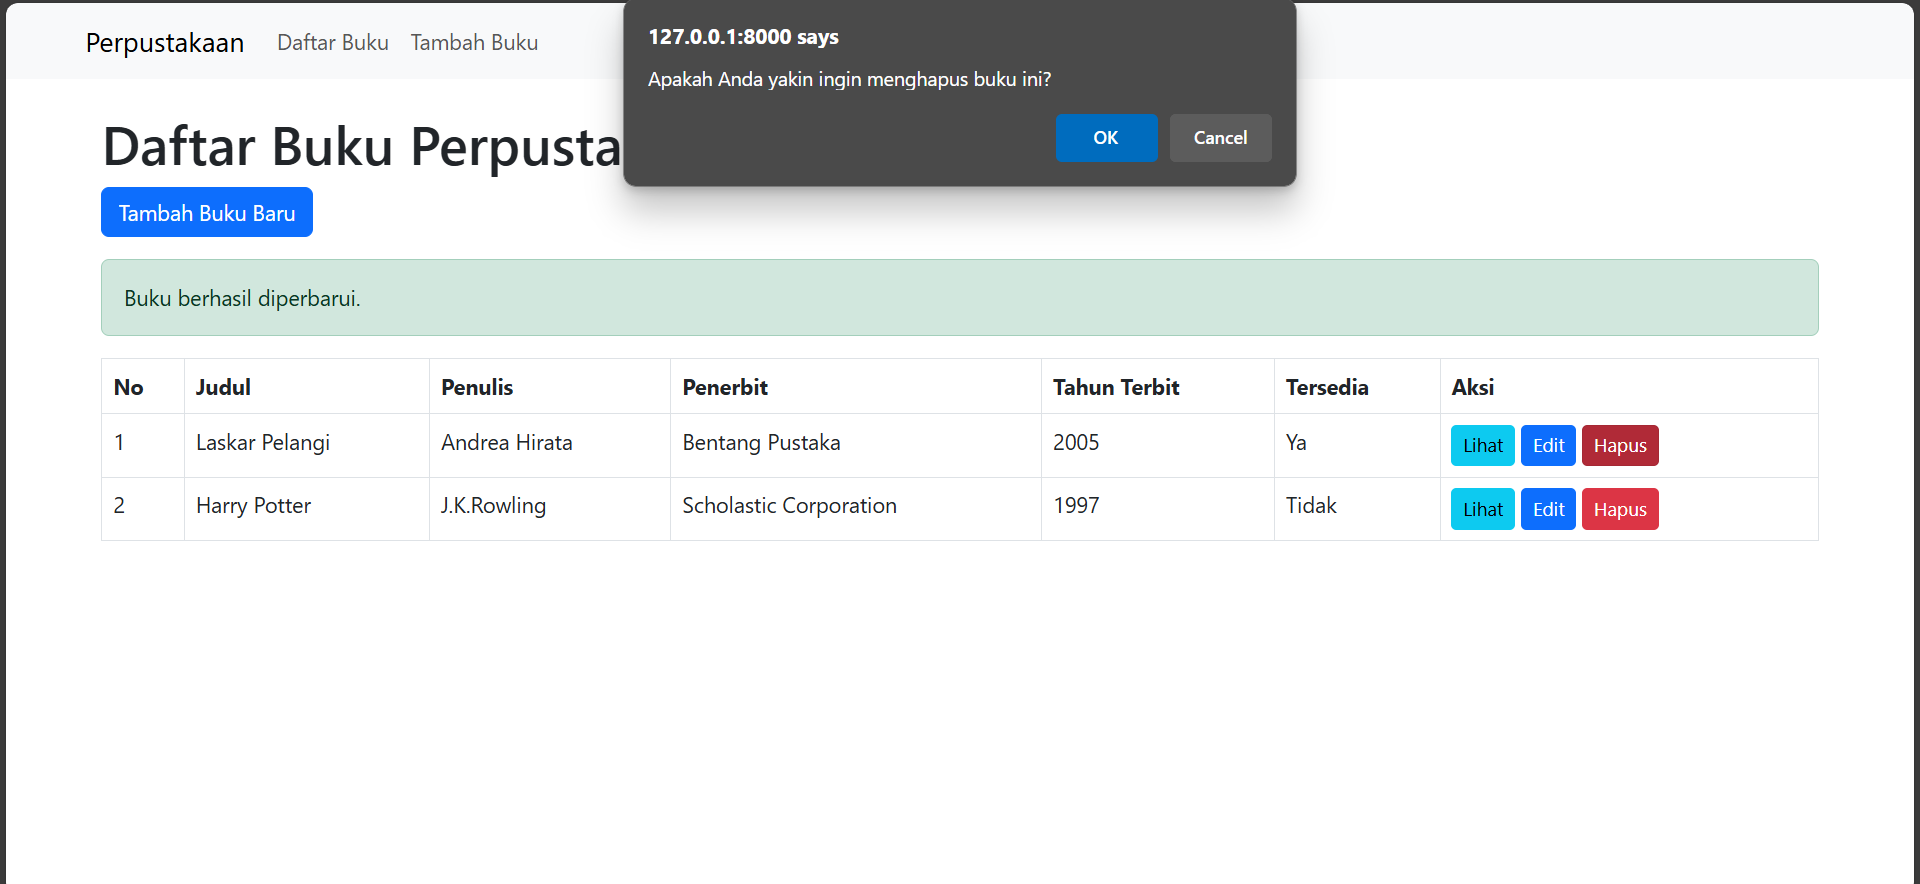 Perpustakaan Daftar Buku Tambah Buku
127.0.0.1:8000 says
Apakah Anda yakin ingin menghapus buku ini?
OK Cancel
Daftar Buku Perpusta
Tambah Buku Baru
Buku berhasil diperbarui.
No Judul Penulis Penerbit Tahun Terbit Tersedia Aksi
1 Laskar Pelangi Andrea Hirata Bentang Pustaka 2005 Ya Lihat Edit Hapus
2 Harry Potter J.K.Rowling Scholastic Corporation 1997 Tidak Lihat Edit Hapus